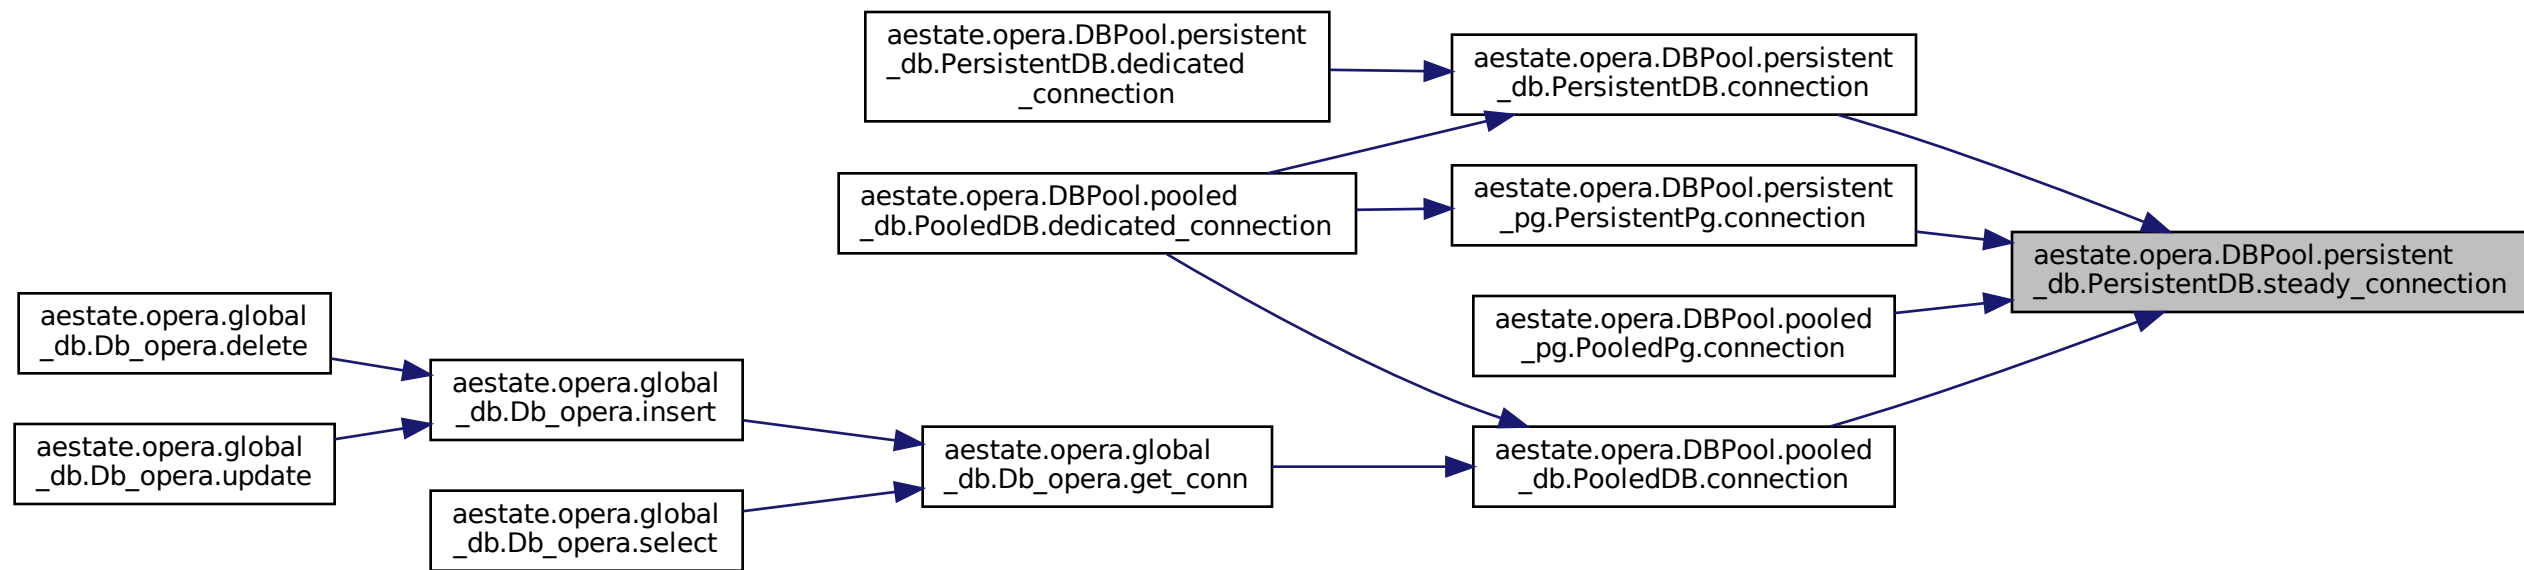 aestate.opera.DBPool.persistent
_db.PersistentDB.dedicated
_connection
aestate.opera.DBPool.persistent
_db.PersistentDB.connection
aestate.opera.DBPool.pooled
_db.PooledDB.dedicated_connection
aestate.opera.DBPool.persistent
_pg.PersistentPg.connection
aestate.opera.DBPool.persistent
_db.PersistentDB.steady_connection
aestate.opera.global
_db.Db_opera.delete
aestate.opera.DBPool.pooled
_pg.PooledPg.connection
aestate.opera.global
_db.Db_opera.insert
aestate.opera.global
_db.Db_opera.update
aestate.opera.global
_db.Db_opera.get_conn
aestate.opera.DBPool.pooled
_db.PooledDB.connection
aestate.opera.global
_db.Db_opera.select